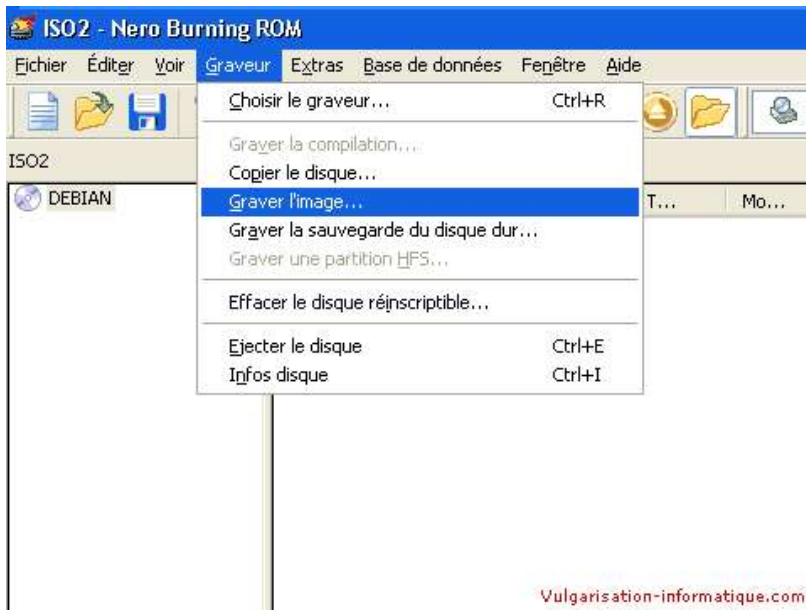 ISO2 - Nero Burning ROM
Fichier Éditer Voir Graveur Extras Base de données Fenêtre Aide
Choisir le graveur... Ctrl+R
Graver la compilation...
ISO2
Copier le disque...
DEBIAN
Graver l'image...
T... Mo...
Graver la sauvegarde du disque dur...
Graver une partition HFS...
Effacer le disque réinscriptible...
Ejecter le disque Ctrl+E
Infos disque Ctrl+I
Vulgarisation-informatique.com